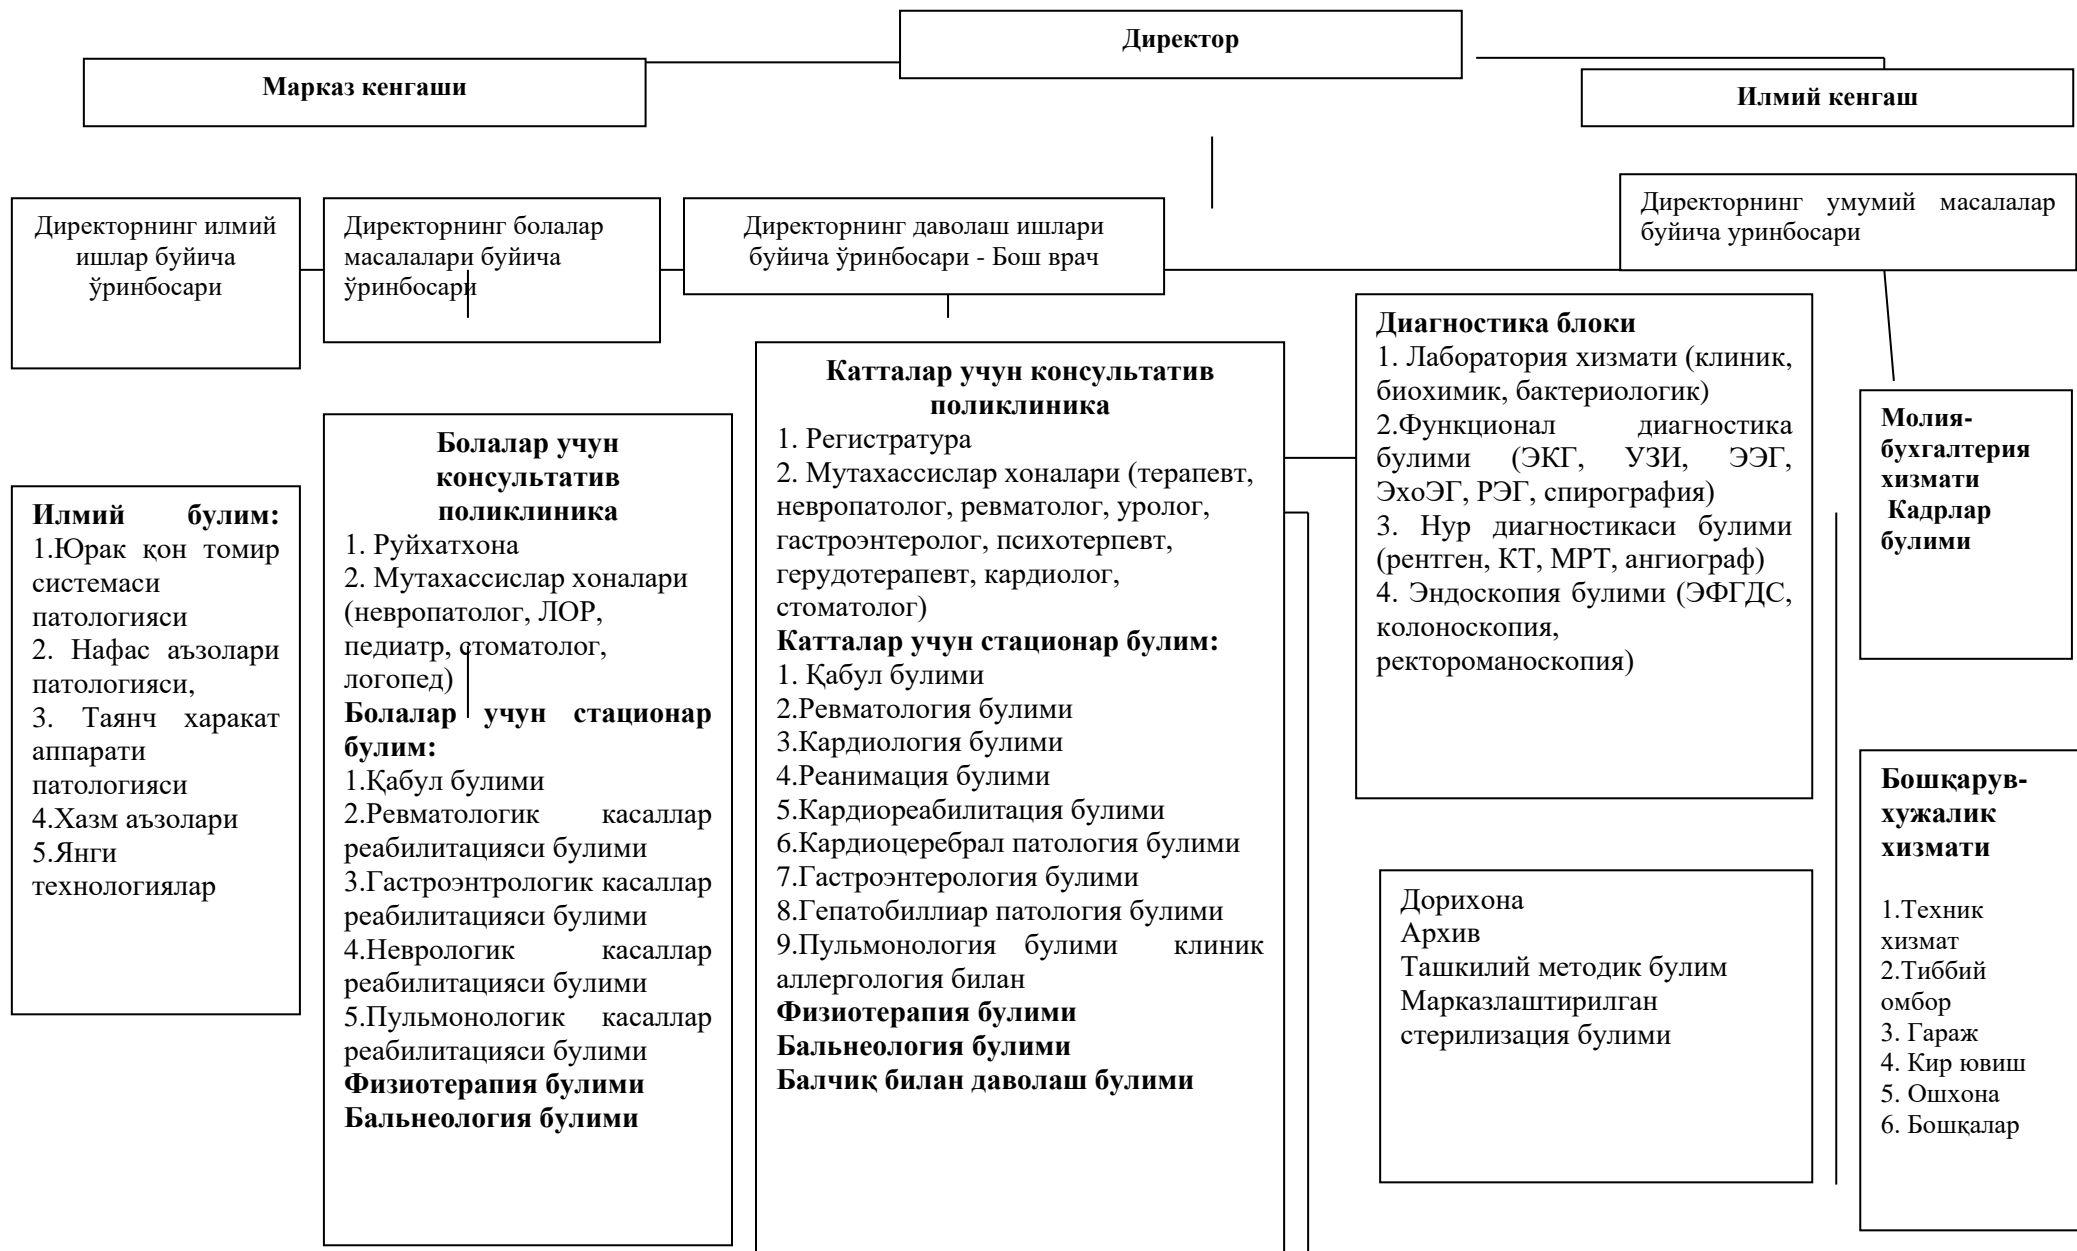 Директор
Марказ кенгаши
Илмий кенгаш
Директорнинг илмий
ишлар буйича
ўринбосари
Директорнинг болалар
масалалари буйича
ўринбосари
Директорнинг даволаш ишлари
буйича ўринбосари - Бош врач
Директорнинг умумий масалалар
буйича уринбосари
Илмий булим:
1.Юрак қон томир
системаси
патологияси
2. Нафас аъзолари
патологияси,
3. Таянч харакат
аппарати
патологияси
4.Хазм аъзолари
5.Янги
технологиялар
Болалар учун
консультатив
поликлиника
1. Руйхатхона
2. Мутахассислар хоналари
(невропатолог, ЛОР,
педиатр, стоматолог,
логопед)
Болалар учун стационар
булим:
1.Қабул булими
2.Ревматологик касаллар
реабилитацияси булими
3.Гастроэнтрологик касаллар
реабилитацияси булими
4.Неврологик касаллар
реабилитацияси булими
5.Пульмонологик касаллар
реабилитацияси булими
Физиотерапия булими
Бальнеология булими
Катталар учун консультатив
поликлиника
1. Регистратура
2. Мутахассислар хоналари (терапевт,
невропатолог, ревматолог, уролог,
гастроэнтеролог, психотерпевт,
герудотерапевт, кардиолог,
стоматолог)
Катталар учун стационар булим:
1. Қабул булими
2.Ревматология булими
3.Кардиология булими
4.Реанимация булими
5.Кардиореабилитация булими
6.Кардиоцеребрал патология булими
7.Гастроэнтерология булими
8.Гепатобиллиар патология булими
9.Пульмонология булими клиник
аллергология билан
Физиотерапия булими
Бальнеология булими
Балчиқ билан даволаш булими
Диагностика блоки
1. Лаборатория хизмати (клиник,
биохимик, бактериологик)
2.Функционал диагностика
булими (ЭКГ, УЗИ, ЭЭГ,
ЭхоЭГ, РЭГ, спирография)
3. Нур диагностикаси булими
(рентген, КТ, МРТ, ангиограф)
4. Эндоскопия булими (ЭФГДС,
колоноскопия,
ректороманоскопия)
Дорихона
Архив
Ташкилий методик булим
Марказлаштирилган
стерилизация булими
Молия-
бухгалтерия
хизмати
Кадрлар
булими
Бошқарув-
хужалик
хизмати
1.Техник
хизмат
2.Тиббий
омбор
3. Гараж
4. Кир ювиш
5. Ошхона
6. Бошқалар